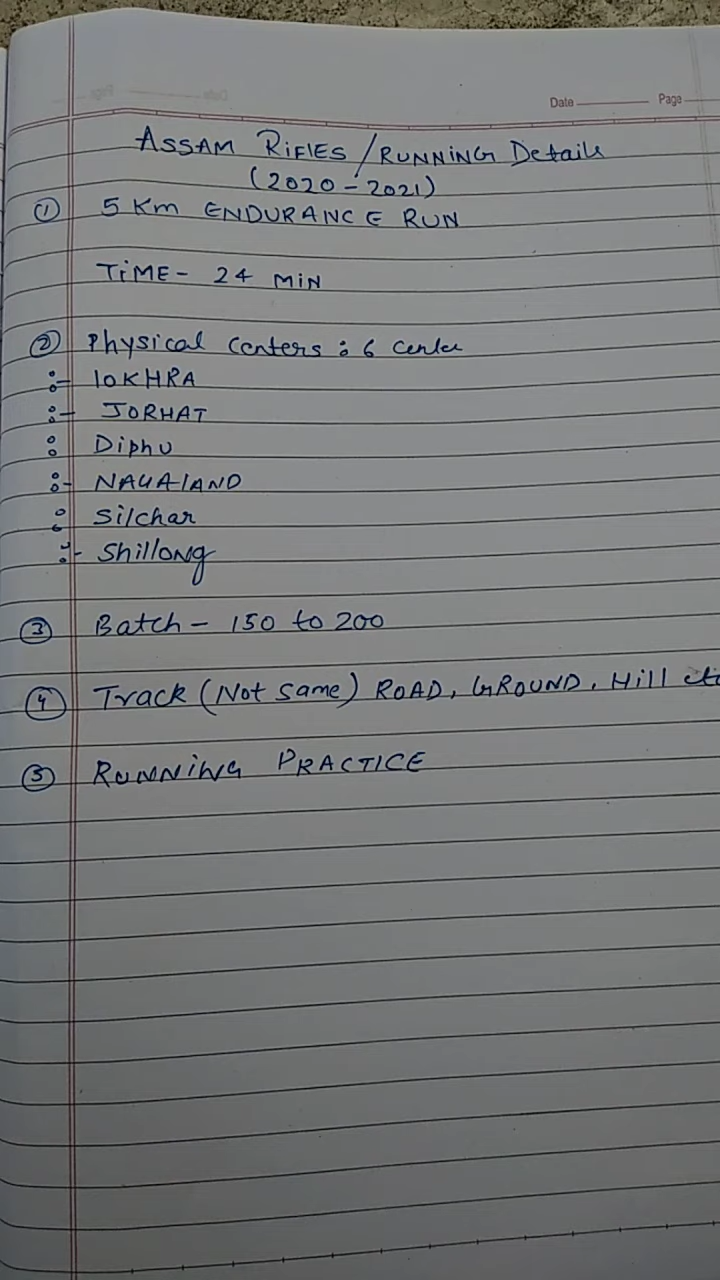 Date Page
ASSAM RIFlES / RUNNING Details
(2020-2021)
① 5 Km ENDURANCE RUN
TiME - 24 MiN
② Physical Centers : 6 Center
:- lOKHRA
:- JORHAT
: Diphu
:- NAGAlAND
: Silchar
:- Shillong
③ Batch - 150 to 200
④ Track (Not Same) ROAD, GROUND, Hill etc
⑤ RUNNiNG PRACTICE